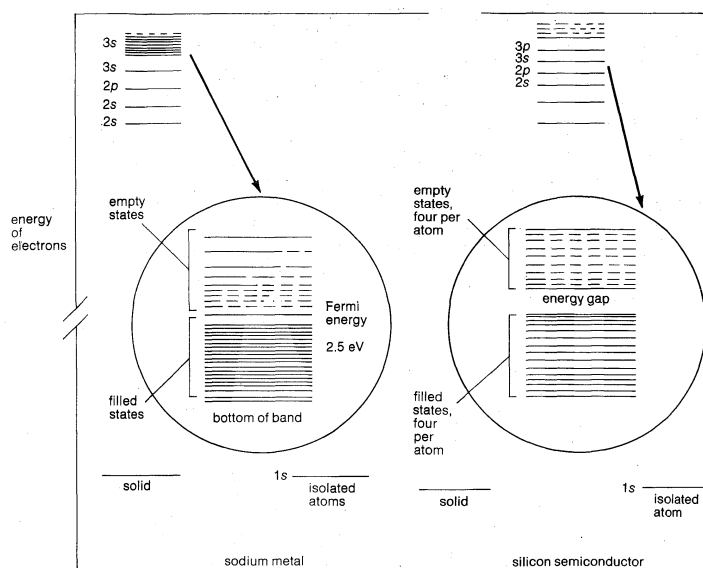 3s
3s
2p
2s
2s
3p
3s
2p
2s
energy
of
electrons
empty
states
Fermi
energy
2.5 eV
filled
states
bottom of band
empty
states,
four per
atom
energy gap
filled
states,
four
per
atom
solid
1s
isolated
atoms
solid
1s
isolated
atom
sodium metal
silicon semiconductor